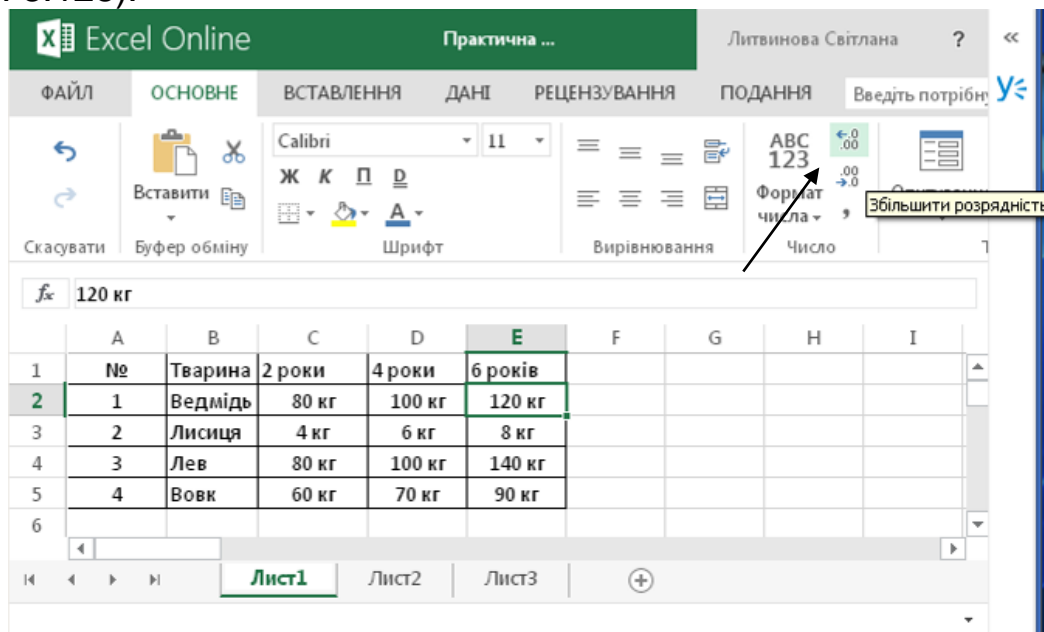 Excel Online Практична ... Литвинова Світлана ? «
ФАЙЛ ОСНОВНЕ ВСТАВЛЕННЯ ДАНІ РЕЦЕНЗУВАННЯ ПОДАННЯ Введіть потрібну
Calibri 11 ABC 123
Ж К П D
Вставити Формат числа
Збільшити розрядність
Скасувати Буфер обміну Шрифт Вирівнювання Число
fx 120 кг
A B C D E F G H I
1 № Тварина 2 роки 4 роки 6 років
2 1 Ведмідь 80 кг 100 кг 120 кг
3 2 Лисиця 4 кг 6 кг 8 кг
4 3 Лев 80 кг 100 кг 140 кг
5 4 Вовк 60 кг 70 кг 90 кг
6
Лист1 Лист2 Лист3